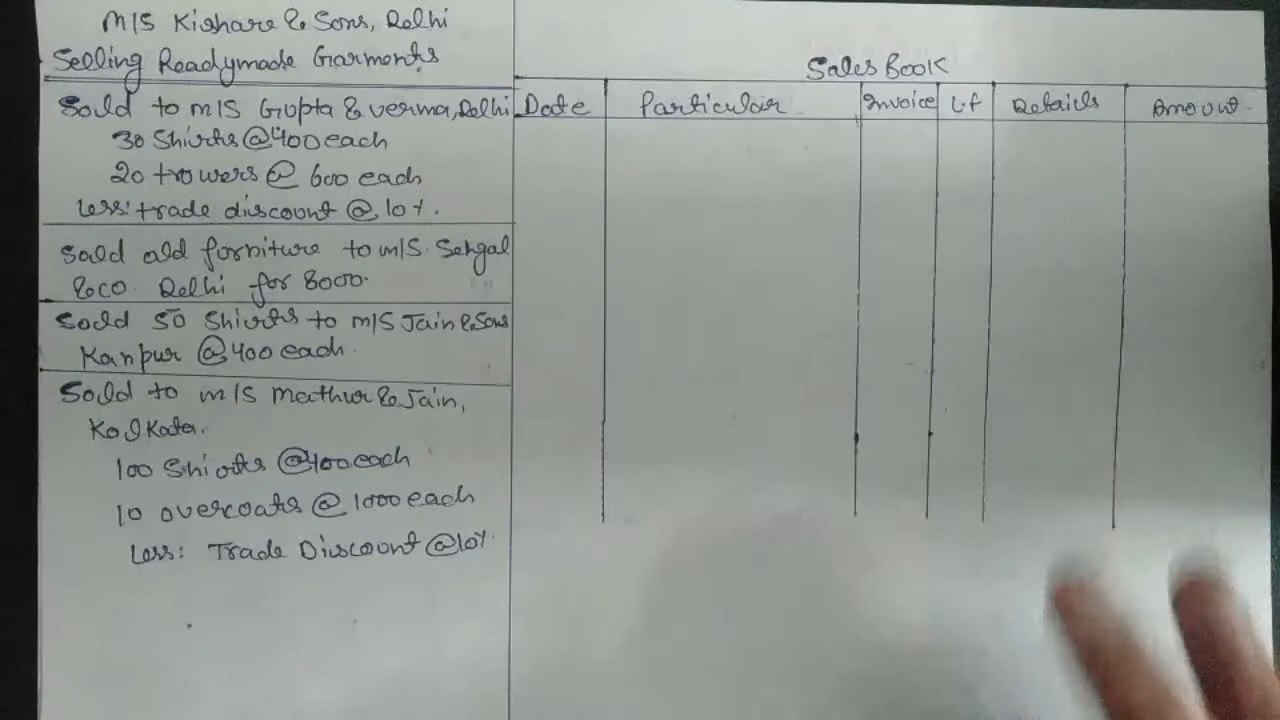 M/S Kishore & Sons, Delhi
Selling Readymade Garments
Sold to M/S Gupta & verma, Delhi
30 Shirts @ 400 each
20 trowers @ 600 each
Less: trade discount @ 10%.
Sold old forniture to M/S. Sehgal
& co. Delhi for 8000.
Sold 50 Shirts to M/S Jain & Sons
Kanpur @ 400 each.
Sold to M/S Mathur & Jain,
Kolkata.
100 Shirts @ 400 each
10 overcoats @ 1000 each
Less: Trade Discount @ 10%.
Sales Book
Date Particular Invoice L.f Details Amount